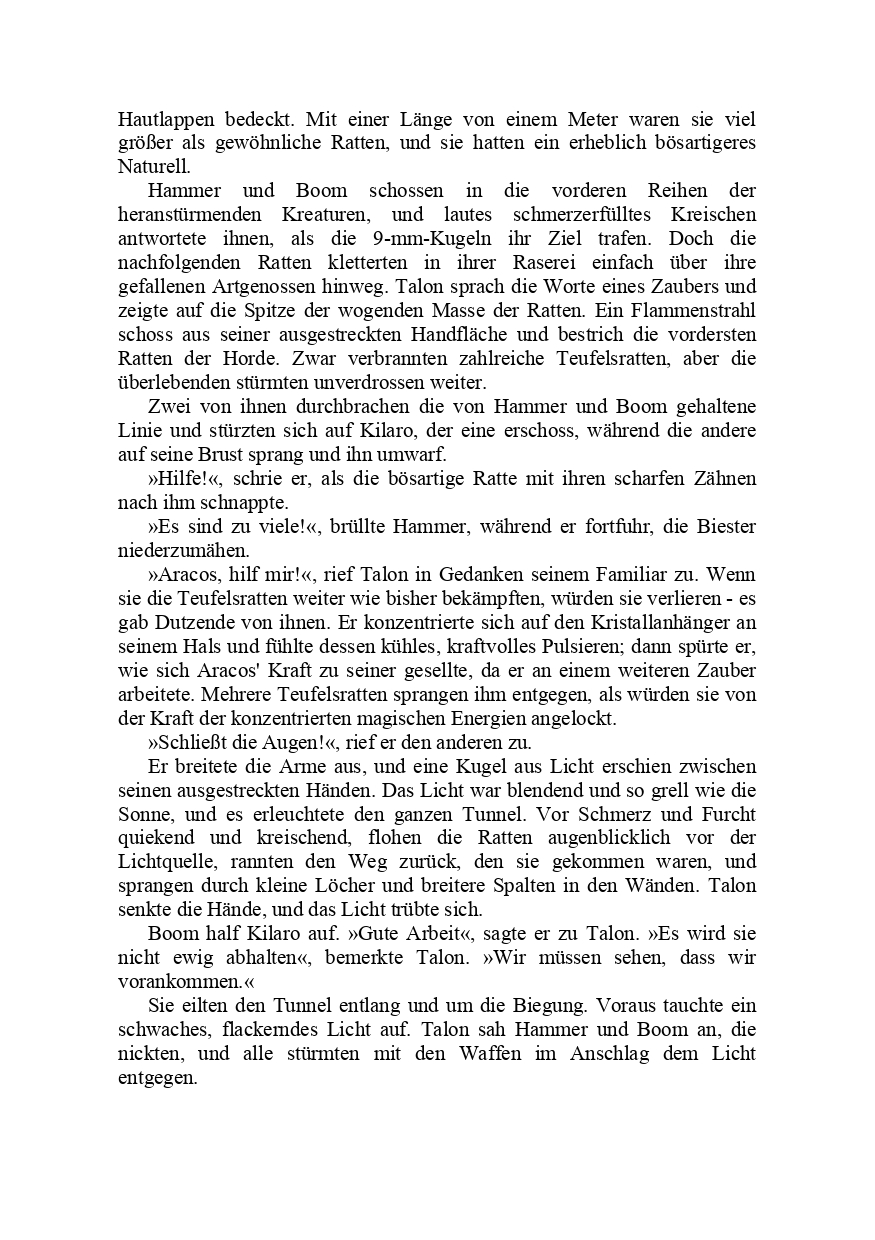 Hautlappen bedeckt. Mit einer Länge von einem Meter waren sie viel
größer als gewöhnliche Ratten, und sie hatten ein erheblich bösartigeres
Naturell.
Hammer und Boom schossen in die vorderen Reihen der
heranstürmenden Kreaturen, und lautes schmerzerfülltes Kreischen
antwortete ihnen, als die 9-mm-Kugeln ihr Ziel trafen. Doch die
nachfolgenden Ratten kletterten in ihrer Raserei einfach über ihre
gefallenen Artgenossen hinweg. Talon sprach die Worte eines Zaubers und
zeigte auf die Spitze der wogenden Masse der Ratten. Ein Flammenstrahl
schoss aus seiner ausgestreckten Handfläche und bestrich die vordersten
Ratten der Horde. Zwar verbrannten zahlreiche Teufelsratten, aber die
überlebenden stürmten unverdrossen weiter.
Zwei von ihnen durchbrachen die von Hammer und Boom gehaltene
Linie und stürzten sich auf Kilaro, der eine erschoss, während die andere
auf seine Brust sprang und ihn umwarf.
»Hilfe!«, schrie er, als die bösartige Ratte mit ihren scharfen Zähnen
nach ihm schnappte.
»Es sind zu viele!«, brüllte Hammer, während er fortfuhr, die Biester
niederzumähen.
»Aracos, hilf mir!«, rief Talon in Gedanken seinem Familiar zu. Wenn
sie die Teufelsratten weiter wie bisher bekämpften, würden sie verlieren - es
gab Dutzende von ihnen. Er konzentrierte sich auf den Kristallanhänger an
seinem Hals und fühlte dessen kühles, kraftvolles Pulsieren; dann spürte er,
wie sich Aracos' Kraft zu seiner gesellte, da er an einem weiteren Zauber
arbeitete. Mehrere Teufelsratten sprangen ihm entgegen, als würden sie von
der Kraft der konzentrierten magischen Energien angelockt.
»Schließt die Augen!«, rief er den anderen zu.
Er breitete die Arme aus, und eine Kugel aus Licht erschien zwischen
seinen ausgestreckten Händen. Das Licht war blendend und so grell wie die
Sonne, und es erleuchtete den ganzen Tunnel. Vor Schmerz und Furcht
quiekend und kreischend, flohen die Ratten augenblicklich vor der
Lichtquelle, rannten den Weg zurück, den sie gekommen waren, und
sprangen durch kleine Löcher und breitere Spalten in den Wänden. Talon
senkte die Hände, und das Licht trübte sich.
Boom half Kilaro auf. »Gute Arbeit«, sagte er zu Talon. »Es wird sie
nicht ewig abhalten«, bemerkte Talon. »Wir müssen sehen, dass wir
vorankommen.«
Sie eilten den Tunnel entlang und um die Biegung. Voraus tauchte ein
schwaches, flackerndes Licht auf. Talon sah Hammer und Boom an, die
nickten, und alle stürmten mit den Waffen im Anschlag dem Licht
entgegen.